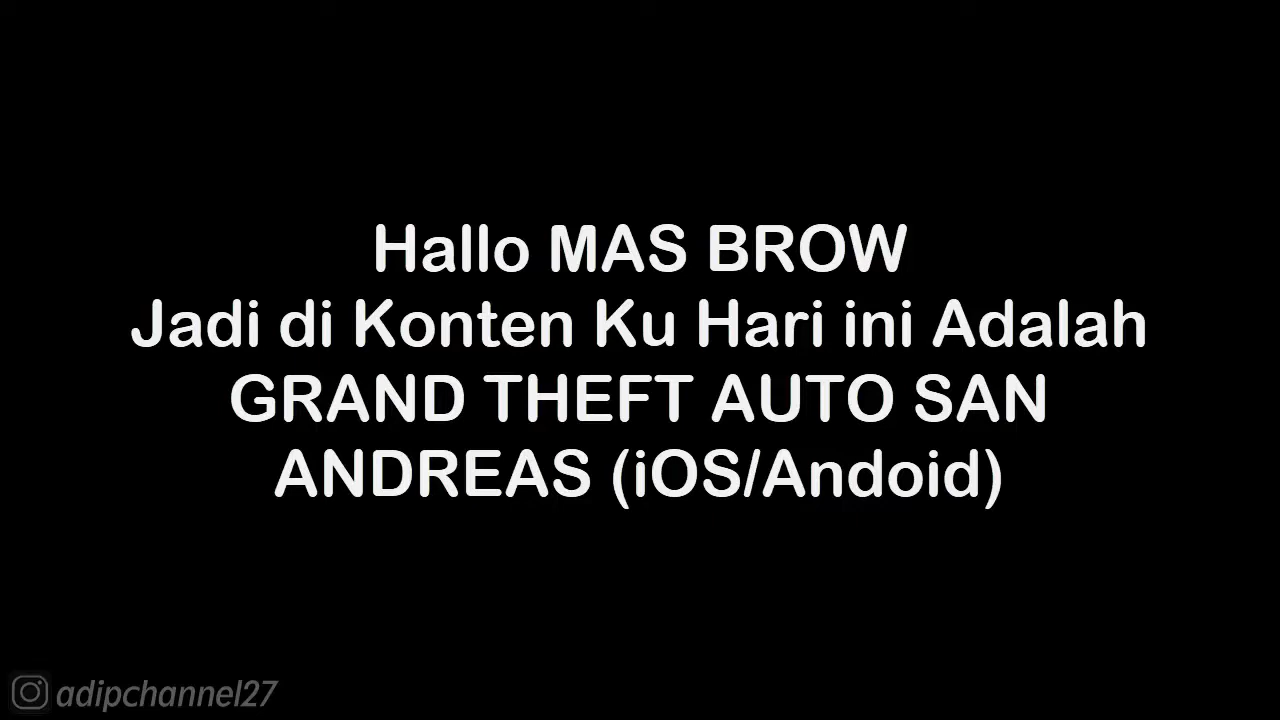 Hallo MAS BROW
Jadi di Konten Ku Hari ini Adalah
GRAND THEFT AUTO SAN
ANDREAS (iOS/Andoid)
adipchannel27